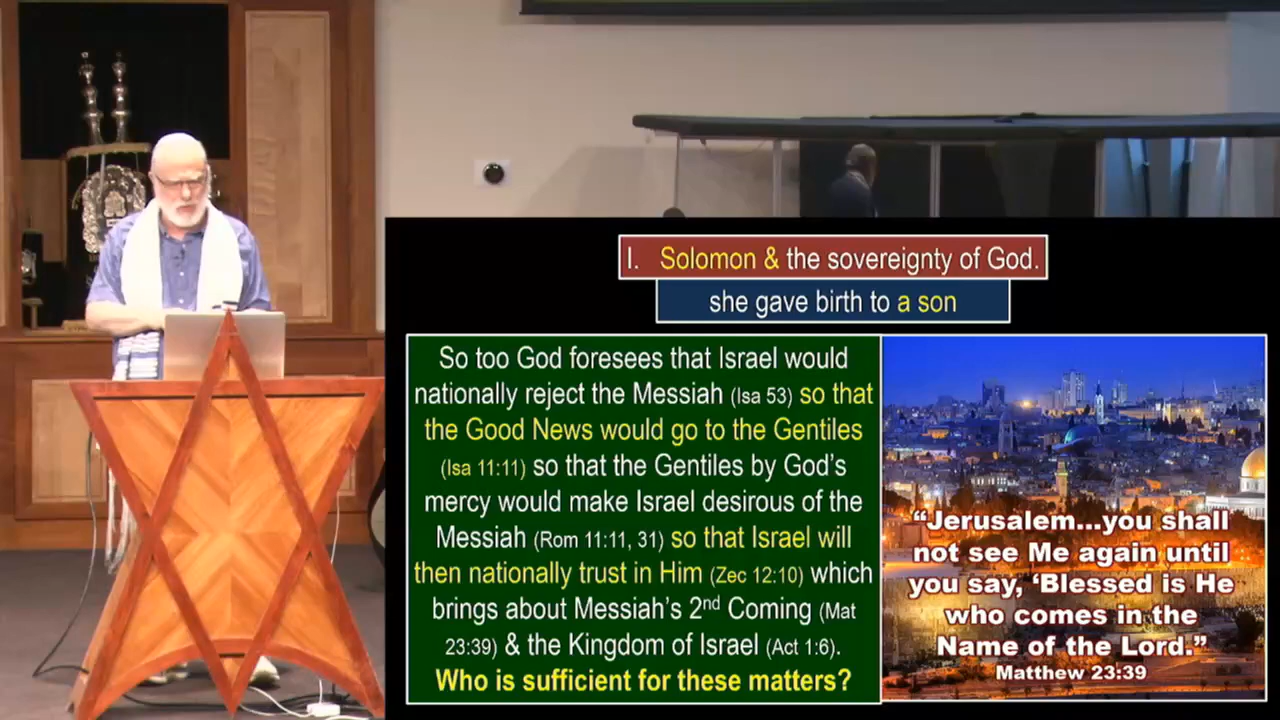 I. Solomon & the sovereignty of God.
she gave birth to a son
So too God foresees that Israel would
nationally reject the Messiah (Isa 53) so that
the Good News would go to the Gentiles
(Isa 11:11) so that the Gentiles by God's
mercy would make Israel desirous of the
Messiah (Rom 11:11, 31) so that Israel will
then nationally trust in Him (Zec 12:10) which
brings about Messiah's 2nd Coming (Mat
23:39) & the Kingdom of Israel (Act 1:6).
Who is sufficient for these matters?
“Jerusalem...you shall
not see Me again until
you say, ‘Blessed is He
who comes in the
Name of the Lord.”
Matthew 23:39